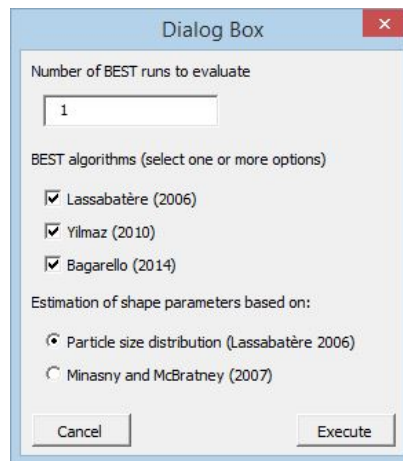 Dialog Box
Number of BEST runs to evaluate
1
BEST algorithms (select one or more options)
Lassabatère (2006)
Yilmaz (2010)
Bagarello (2014)
Estimation of shape parameters based on:
Particle size distribution (Lassabatère 2006)
Minasny and McBratney (2007)
Cancel Execute